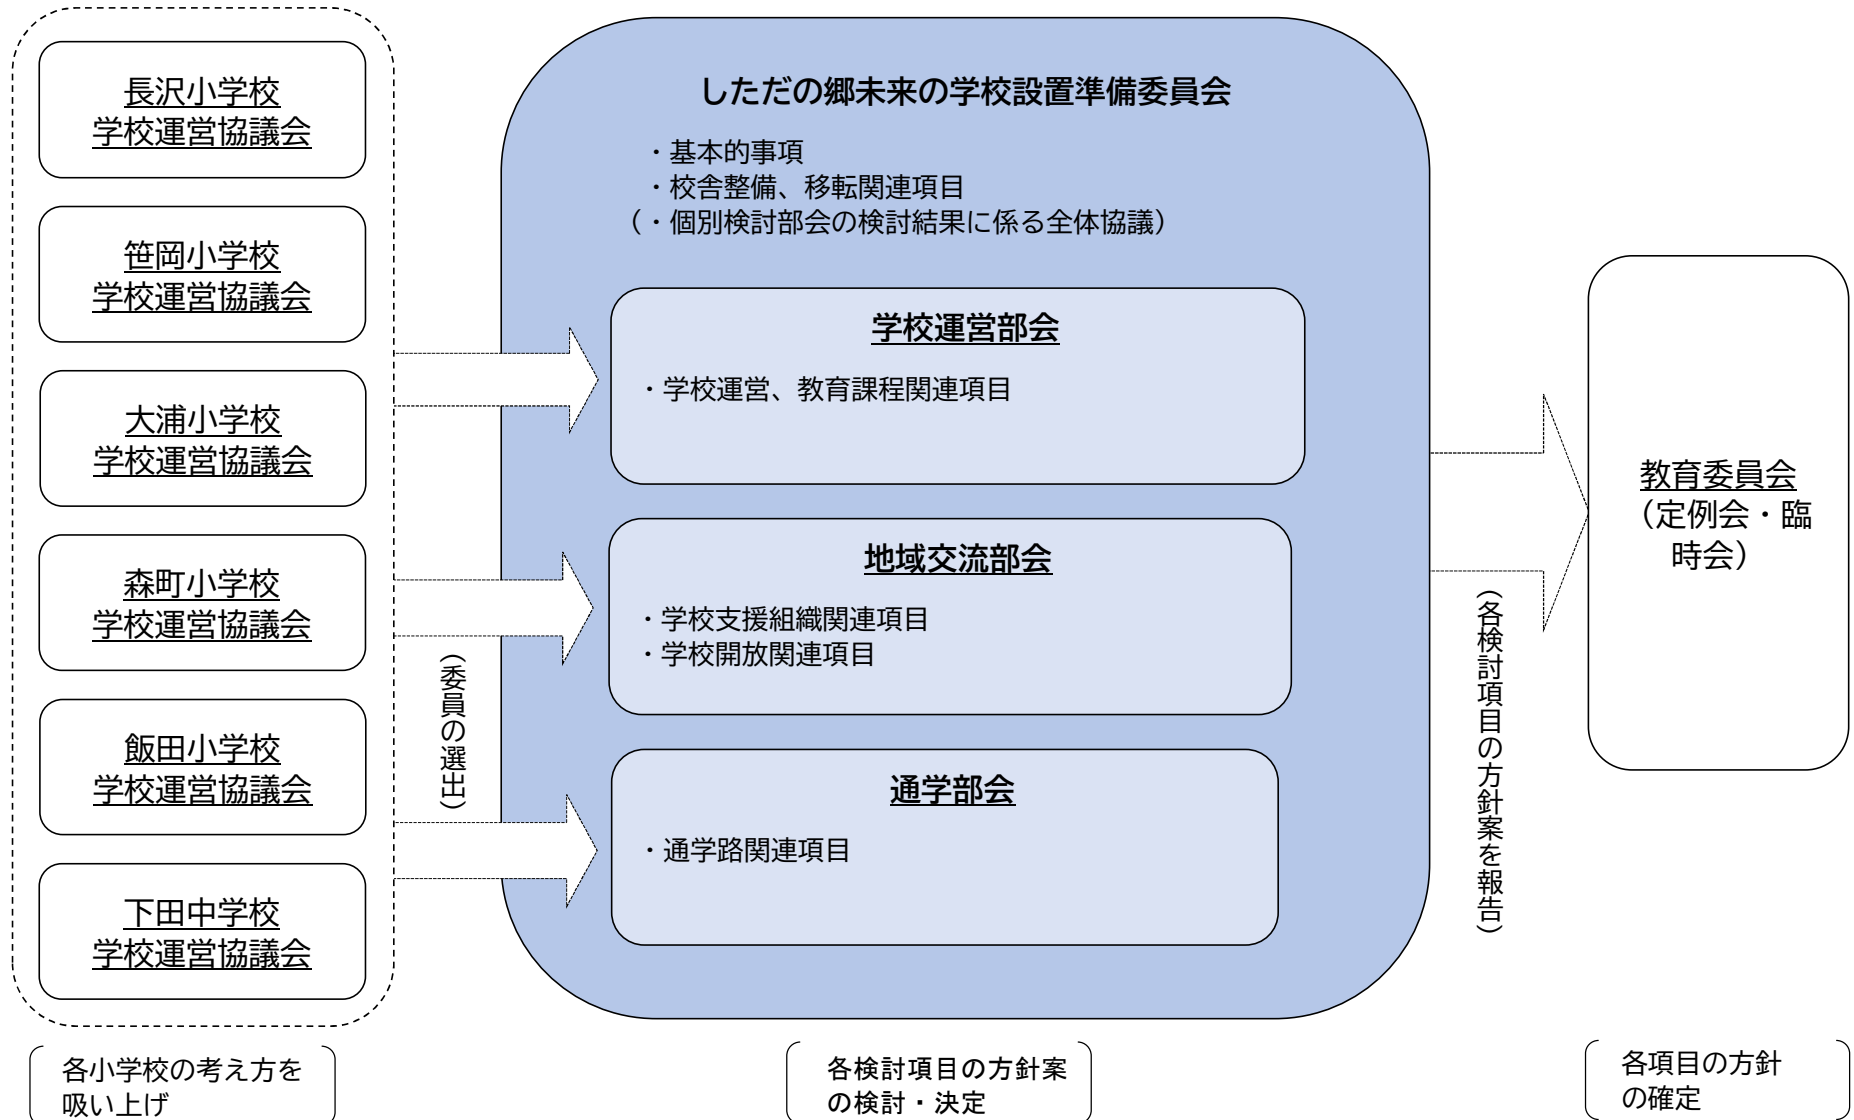 長沢小学校
学校運営協議会
笹岡小学校
学校運営協議会
大浦小学校
学校運営協議会
森町小学校
学校運営協議会
飯田小学校
学校運営協議会
下田中学校
学校運営協議会
各小学校の考え方を
吸い上げ
（委員の選出）
しただの郷未来の学校設置準備委員会
・基本的事項
・校舎整備、移転関連項目
（・個別検討部会の検討結果に係る全体協議）
学校運営部会
・学校運営、教育課程関連項目
地域交流部会
・学校支援組織関連項目
・学校開放関連項目
通学部会
・通学路関連項目
各検討項目の方針案
の検討・決定
（各検討項目の方針案を報告）
教育委員会
（定例会・臨
時会）
各項目の方針
の確定